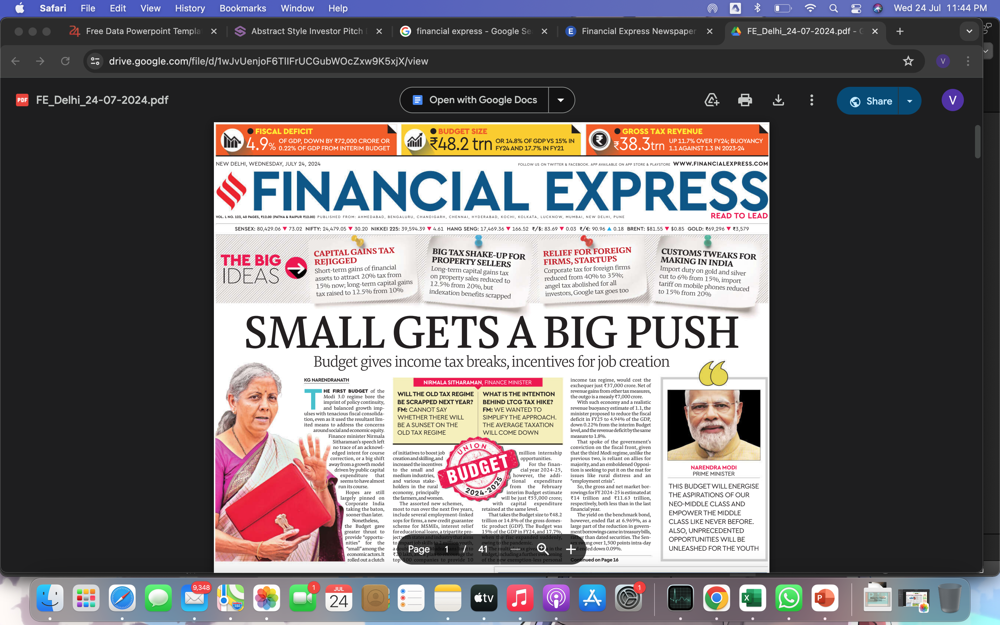 Safari File Edit View History Bookmarks Window Help Wed 24 Jul 11:44 PM
Free Data Powerpoint Templa
Abstract Style Investor Pitch
financial express - Google Se
Financial Express Newspaper
FE_Delhi_24-07-2024.pdf -
drive.google.com/file/d/1wJvUenjoF6TlIFrUCGubWOcZxw9K5xjX/view
V
PDF FE_Delhi_24-07-2024.pdf
Open with Google Docs
Share
V
FISCAL DEFICIT
4.9% OF GDP, DOWN BY ₹72,000 CRORE OR
0.22% OF GDP FROM INTERIM BUDGET
BUDGET SIZE
₹48.2 trn OR 14.8% OF GDP VS 15% IN
FY24 AND 17.7% IN FY21
GROSS TAX REVENUE
₹38.3trn UP 11.7% OVER FY24; BUOYANCY
1.1 AGAINST 1.3 IN 2023-24
NEW DELHI, WEDNESDAY, JULY 24, 2024
FOLLOW US ON TWITTER & FACEBOOK. APP AVAILABLE ON APP STORE & PLAYSTORE WWW.FINANCIALEXPRESS.COM
FINANCIAL EXPRESS
VOL. L NO. 123, 40 PAGES, ₹12.00 (PATNA & RAIPUR ₹12.00) PUBLISHED FROM: AHMEDABAD, BENGALURU, CHANDIGARH, CHENNAI, HYDERABAD, KOCHI, KOLKATA, LUCKNOW, MUMBAI, NEW DELHI, PUNE
READ TO LEAD
SENSEX: 80,429.06 ▼ 73.02 NIFTY: 24,479.05 ▼ 30.20 NIKKEI 225: 39,594.39 ▼ 4.61 HANG SENG: 17,469.36 ▼ 166.52 ₹/$: 83.69 ▼ 0.03 ₹/€: 90.96 ▲ 0.18 BRENT: $81.55 ▼ $0.85 GOLD: ₹69,296 ▼ ₹3,579
THE BIG
IDEAS
CAPITAL GAINS TAX
REJIGGED
Short-term gains of financial
assets to attract 20% tax from
15% now; long-term capital gains
tax raised to 12.5% from 10%
BIG TAX SHAKE-UP FOR
PROPERTY SELLERS
Long-term capital gains tax
on property sales reduced to
12.5% from 20%, but
indexation benefits scrapped
RELIEF FOR FOREIGN
FIRMS, STARTUPS
Corporate tax for foreign firms
reduced from 40% to 35%;
angel tax abolished for all
investors, Google tax goes too
CUSTOMS TWEAKS FOR
MAKING IN INDIA
Import duty on gold and silver
cut to 6% from 15%, import
tariff on mobile phones reduced
to 15% from 20%
SMALL GETS A BIG PUSH
Budget gives income tax breaks, incentives for job creation
KG NARENDRANATH
THE FIRST BUDGET of the
Modi 3.0 regime bore the
imprint of policy continuity,
and balanced growth imp-
ulses with tenacious fiscal consolida-
tion, even as it used the resultant lim-
ited means to address the concerns
around social and economic equity.
Finance minister Nirmala
Sitharaman's speech left
no trace of an acknowl-
edged intent for course
correction, or a big shift
away from a growth model
driven by public capital
expenditure that
seems to have almost
run its course.
Hopes are still
largely pinned on
Corporate India
taking the baton,
sooner than later.
Nonetheless,
the Budget gave
greater thrust to
provide “opportu-
nities” for the
“small” among the
economic actors. It
rolled out a clutch
NIRMALA SITHARAMAN, FINANCE MINISTER
WILL THE OLD TAX REGIME
BE SCRAPPED NEXT YEAR?
FM: CANNOT SAY
WHETHER THERE WILL
BE A SUNSET ON THE
OLD TAX REGIME
WHAT IS THE INTENTION
BEHIND LTCG TAX HIKE?
FM: WE WANTED TO
SIMPLIFY THE APPROACH.
THE AVERAGE TAXATION
WILL COME DOWN
of initiatives to boost job
creation and skilling, and
increased the incentives
to the small and
medium industries,
and various stake-
holders in the rural
economy, principally
the farmers, and women.
The assorted new schemes,
most to run over the next five years,
include several employment-linked
sops for firms, a new credit guarantee
scheme for MSMEs, interest relief
for educational loans, a tripartite pro-
ject with states and industry that aims
to impart job skills to 2 million youth,
a doubling of Mudra loans limit to
₹20 lakh, and a plan to encourage the
top 500 companies to provide 10
UNION
BUDGET
2024-2025
million internship
opportunities.
For the finan-
cial year 2024-25,
however, the addi-
tional expenditure
from the February
interim Budget estimate
will be just ₹55,000 crore;
with capital expenditure
retained at the same level.
That takes the Budget size to ₹48.2
trillion or 14.8% of the gross domes-
tic product (GDP). The Budget was
15% of the GDP in FY24, and 17.7%,
when the fisc expanded suddenly,
owing to the pandemic.
The multiple tax giveaways in the
Budget, including a further sweetening
of the new exemption-less personal
income tax regime, would cost the
exchequer just ₹37,000 crore. Net of
revenue gains from other tax measures,
the outgo is a measly ₹7,000 crore.
With such economy and a realistic
revenue buoyancy estimate of 1.1, the
minister proposed to reduce the fiscal
deficit in FY25 to 4.94% of the GDP,
down 0.22% from the interim Budget
level, and the revenue deficit by the same
measure to 1.8%.
That spoke of the government's
conviction on the fiscal front, given
that the third Modi regime, unlike the
previous two, is reliant on allies for
majority, and an emboldened Opposi-
tion is seeking to put it on the mat for
issues like rural distress and an
“employment crisis”.
So, the gross and net market bor-
rowings for FY 2024-25 is estimated at
₹14 trillion and ₹11.63 trillion,
respectively, both less than in the last
financial year.
The yield on the benchmark bond,
however, ended flat at 6.969%, as a
large part of the reduction in govern-
ment borrowings came in treasury bills,
rather than dated securities. The Sen-
sex swung over 1,500 points intra-day
and ended down 0.09%.
Continued on Page 16
NARENDRA MODI
PRIME MINISTER
THIS BUDGET WILL ENERGISE
THE ASPIRATIONS OF OUR
NEO-MIDDLE CLASS AND
EMPOWER THE MIDDLE
CLASS LIKE NEVER BEFORE.
ALSO, UNPRECEDENTED
OPPORTUNITIES WILL BE
UNLEASHED FOR THE YOUTH
Page 1 / 41
9,348
280
1
JUL
24
tv
1
X
P